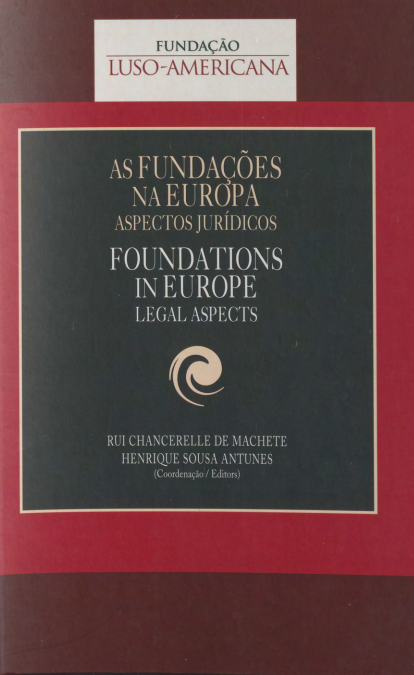 FUNDAÇÃO
LUSO-AMERICANA
AS FUNDAÇÕES
NA EUROPA
ASPECTOS JURÍDICOS
FOUNDATIONS
IN EUROPE
LEGAL ASPECTS
RUI CHANCERELLE DE MACHETE
HENRIQUE SOUSA ANTUNES
(Coordenação / Editors)